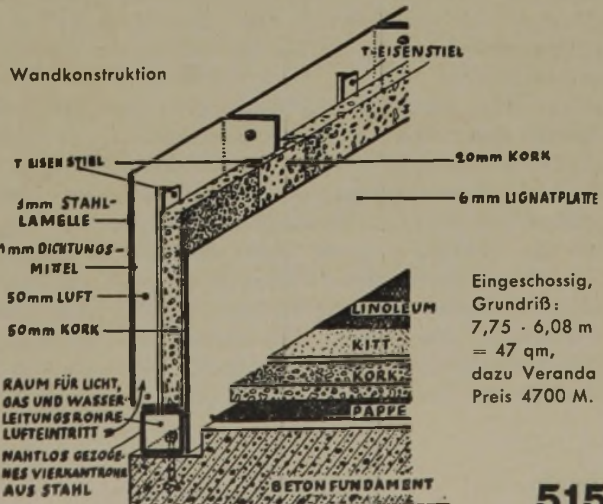 Wandkonstruktion
T-EISENSTIEL
T EISEN STIEL
3mm STAHL-
LAMELLE
mm DICHTUNGS-
MITTEL
50mm LUFT
50mm KORK
20mm KORK
6mm LIGNATPLATTE
LINOLEUM
KITT
KORK
PAPPE
RAUM FÜR LICHT,
GAS UND WASSER
LEITUNGSROHRE
LUFTEINTRITT
NAHTLOS GEZOGE-
NES VIERKANTROHR
AUS STAHL
BETON FUNDAMENT
Eingeschossig,
Grundriß:
7,75 · 6,08 m
= 47 qm,
dazu Veranda
Preis 4700 M.
515